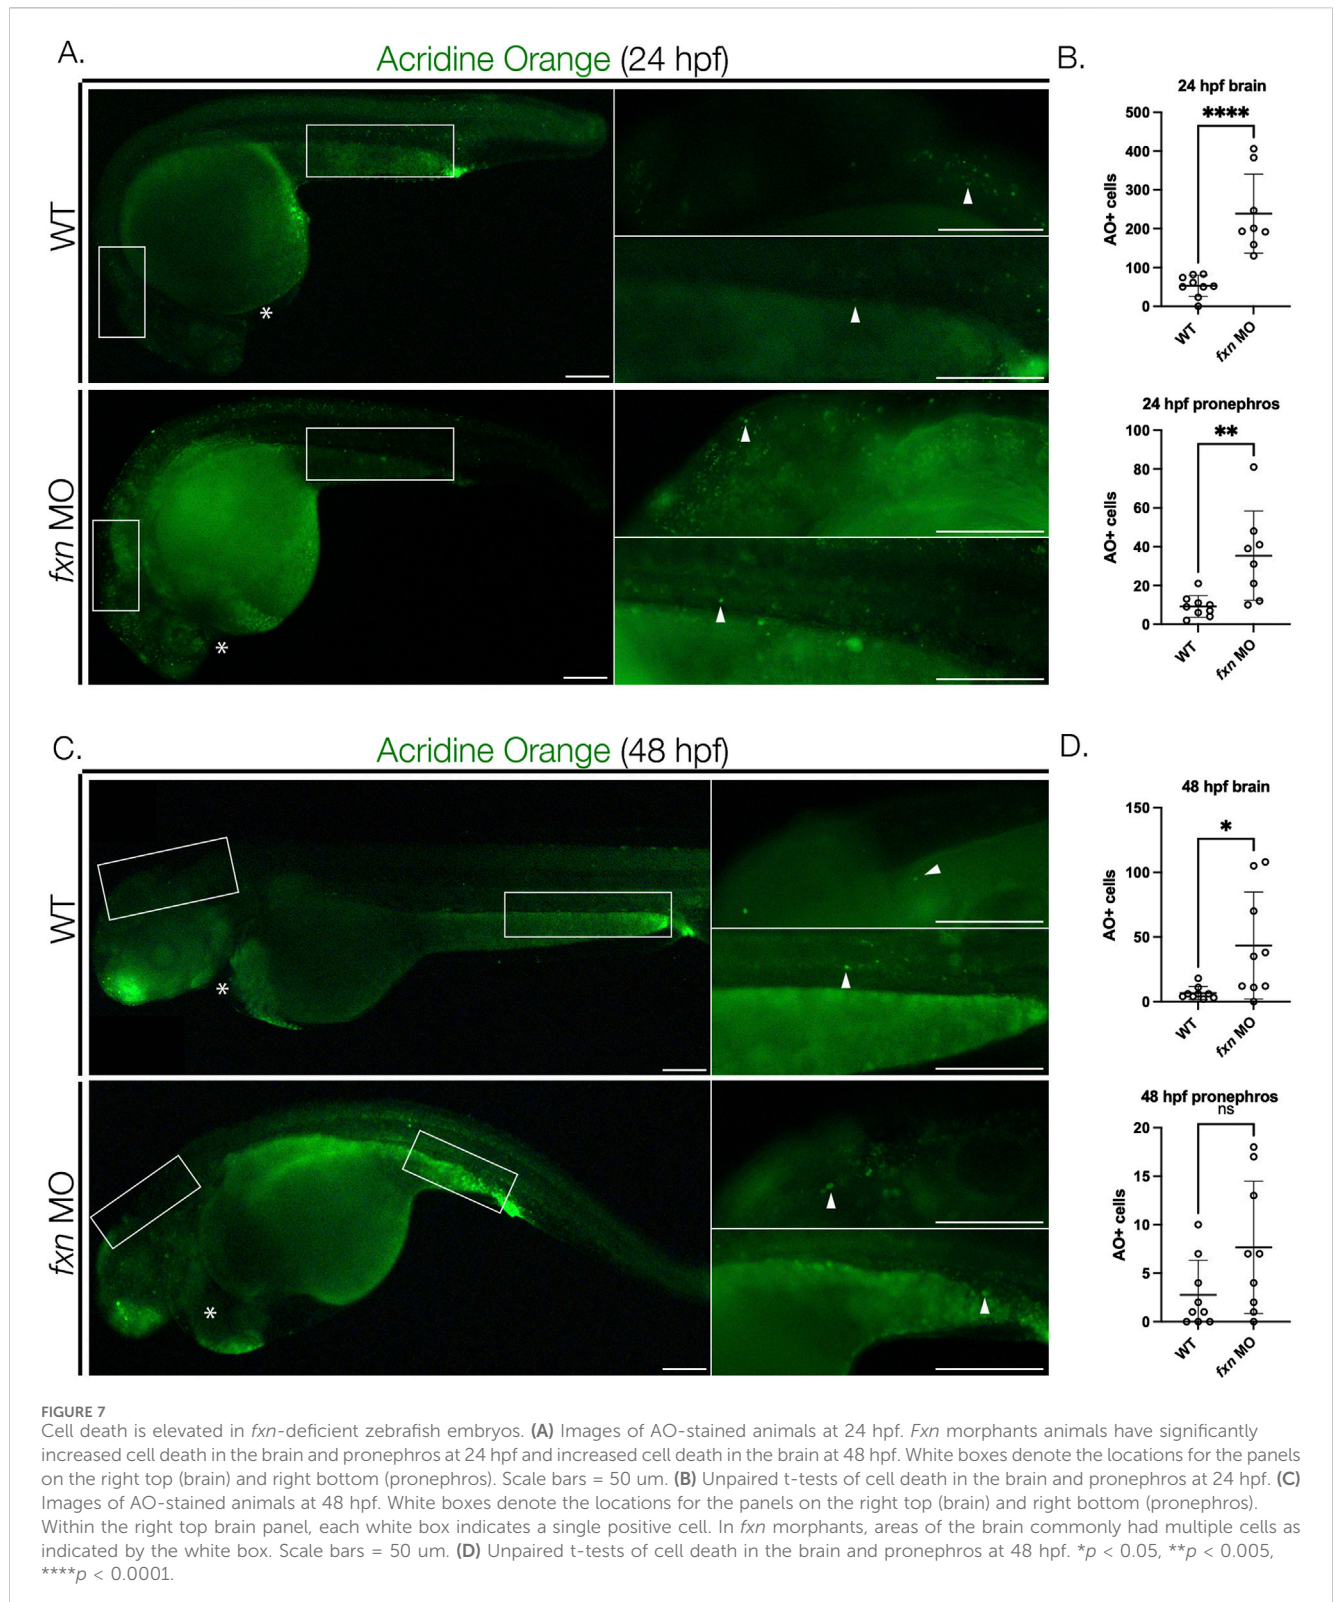 A.
Acridine Orange (24 hpf)
WT
*
fxn MO
*
B.
24 hpf brain
****
500
400
300
200
100
0
AO+ cells
WT
fxn MO
24 hpf pronephros
**
100
80
60
40
20
0
AO+ cells
WT
fxn MO
C.
Acridine Orange (48 hpf)
WT
*
fxn MO
*
D.
48 hpf brain
*
150
100
50
0
AO+ cells
WT
fxn MO
48 hpf pronephros
ns
20
15
10
5
0
AO+ cells
WT
fxn MO
FIGURE 7
Cell death is elevated in fxn-deficient zebrafish embryos. (A) Images of AO-stained animals at 24 hpf. Fxn morphants animals have significantly
increased cell death in the brain and pronephros at 24 hpf and increased cell death in the brain at 48 hpf. White boxes denote the locations for the panels
on the right top (brain) and right bottom (pronephros). Scale bars = 50 um. (B) Unpaired t-tests of cell death in the brain and pronephros at 24 hpf. (C)
Images of AO-stained animals at 48 hpf. White boxes denote the locations for the panels on the right top (brain) and right bottom (pronephros).
Within the right top brain panel, each white box indicates a single positive cell. In fxn morphants, areas of the brain commonly had multiple cells as
indicated by the white box. Scale bars = 50 um. (D) Unpaired t-tests of cell death in the brain and pronephros at 48 hpf. *p < 0.05, **p < 0.005,
****p < 0.0001.